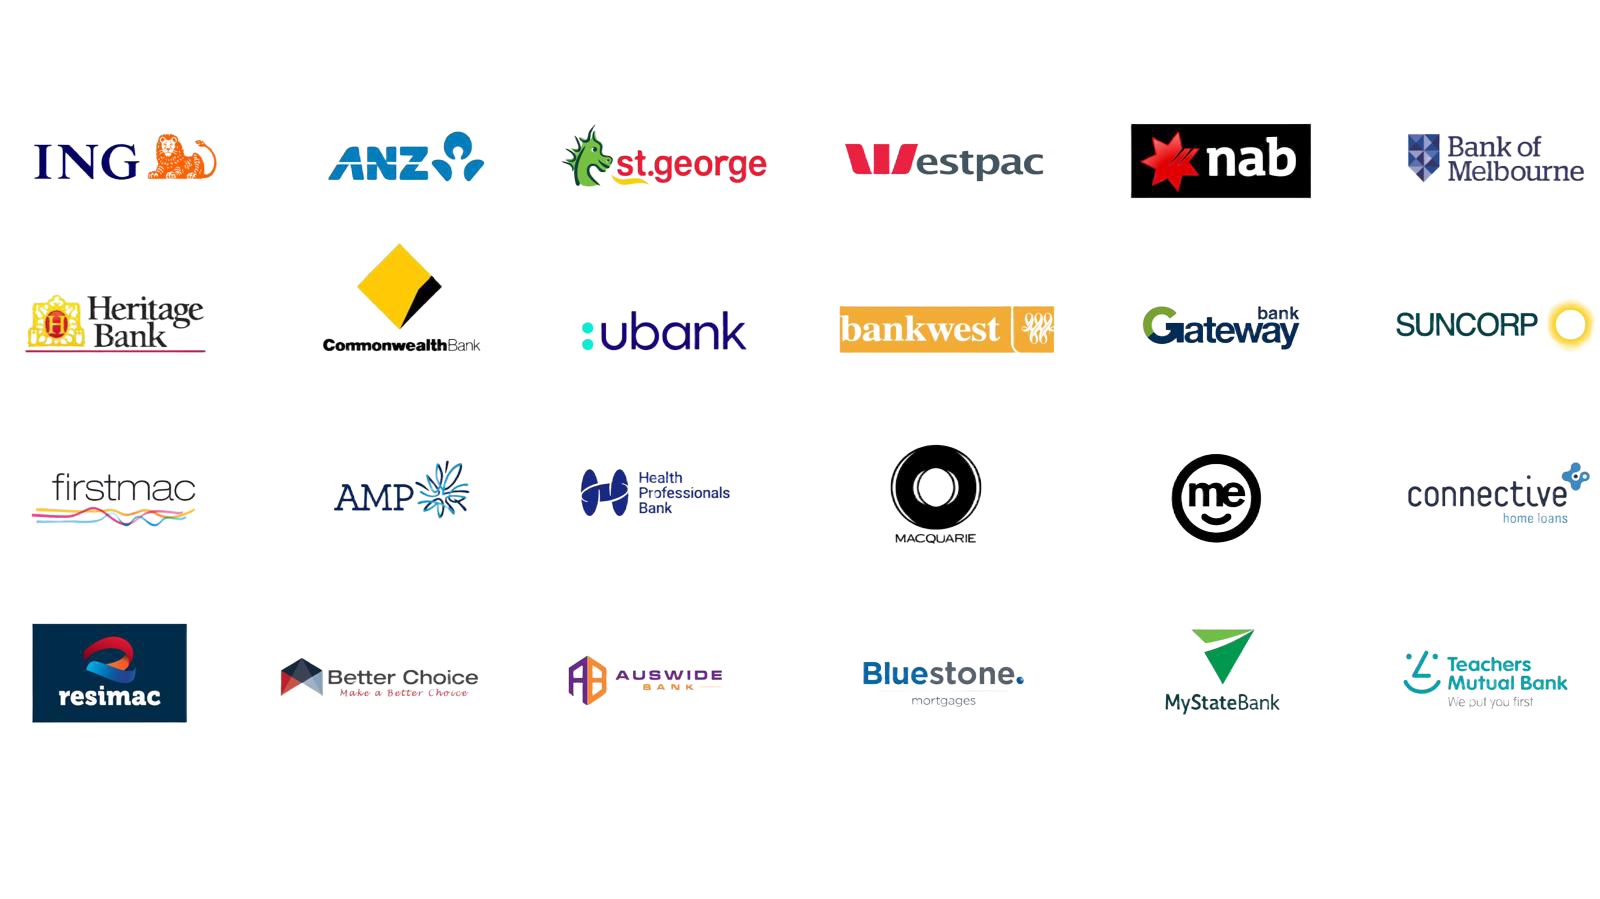 ING
ANZ
st.george
Westpac
nab
Bank of
Melbourne
Heritage
Bank
CommonwealthBank
:ubank
bankwest
bank
Gateway
SUNCORP
firstmac
AMP
Health
Professionals
Bank
MACQUARIE
me
connective
home loans
resimac
Better Choice
Make a Better Choice
AB
AUSWIDE
BANK
Bluestone.
mortgages
MyStateBank
Teachers
Mutual Bank
We put you first